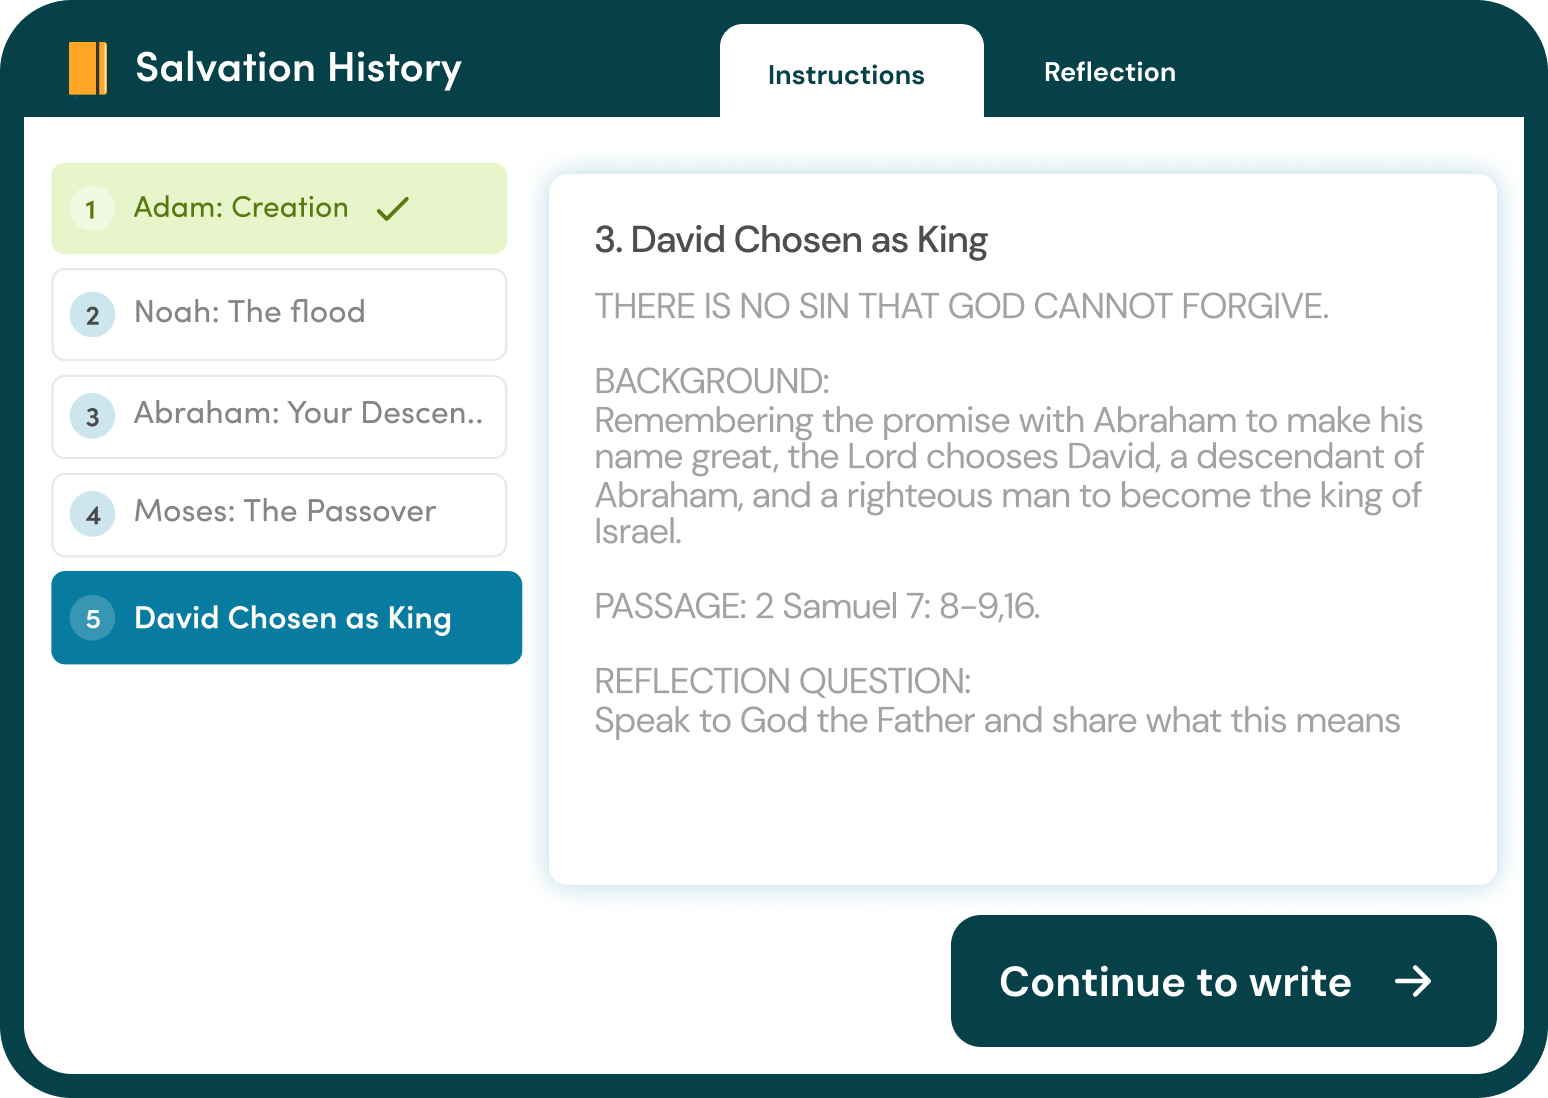 Salvation History
Instructions
Reflection
1 Adam: Creation
2 Noah: The flood
3 Abraham: Your Descen..
4 Moses: The Passover
5 David Chosen as King
3. David Chosen as King
THERE IS NO SIN THAT GOD CANNOT FORGIVE.
BACKGROUND:
Remembering the promise with Abraham to make his
name great, the Lord chooses David, a descendant of
Abraham, and a righteous man to become the king of
Israel.
PASSAGE: 2 Samuel 7: 8-9,16.
REFLECTION QUESTION:
Speak to God the Father and share what this means
Continue to write